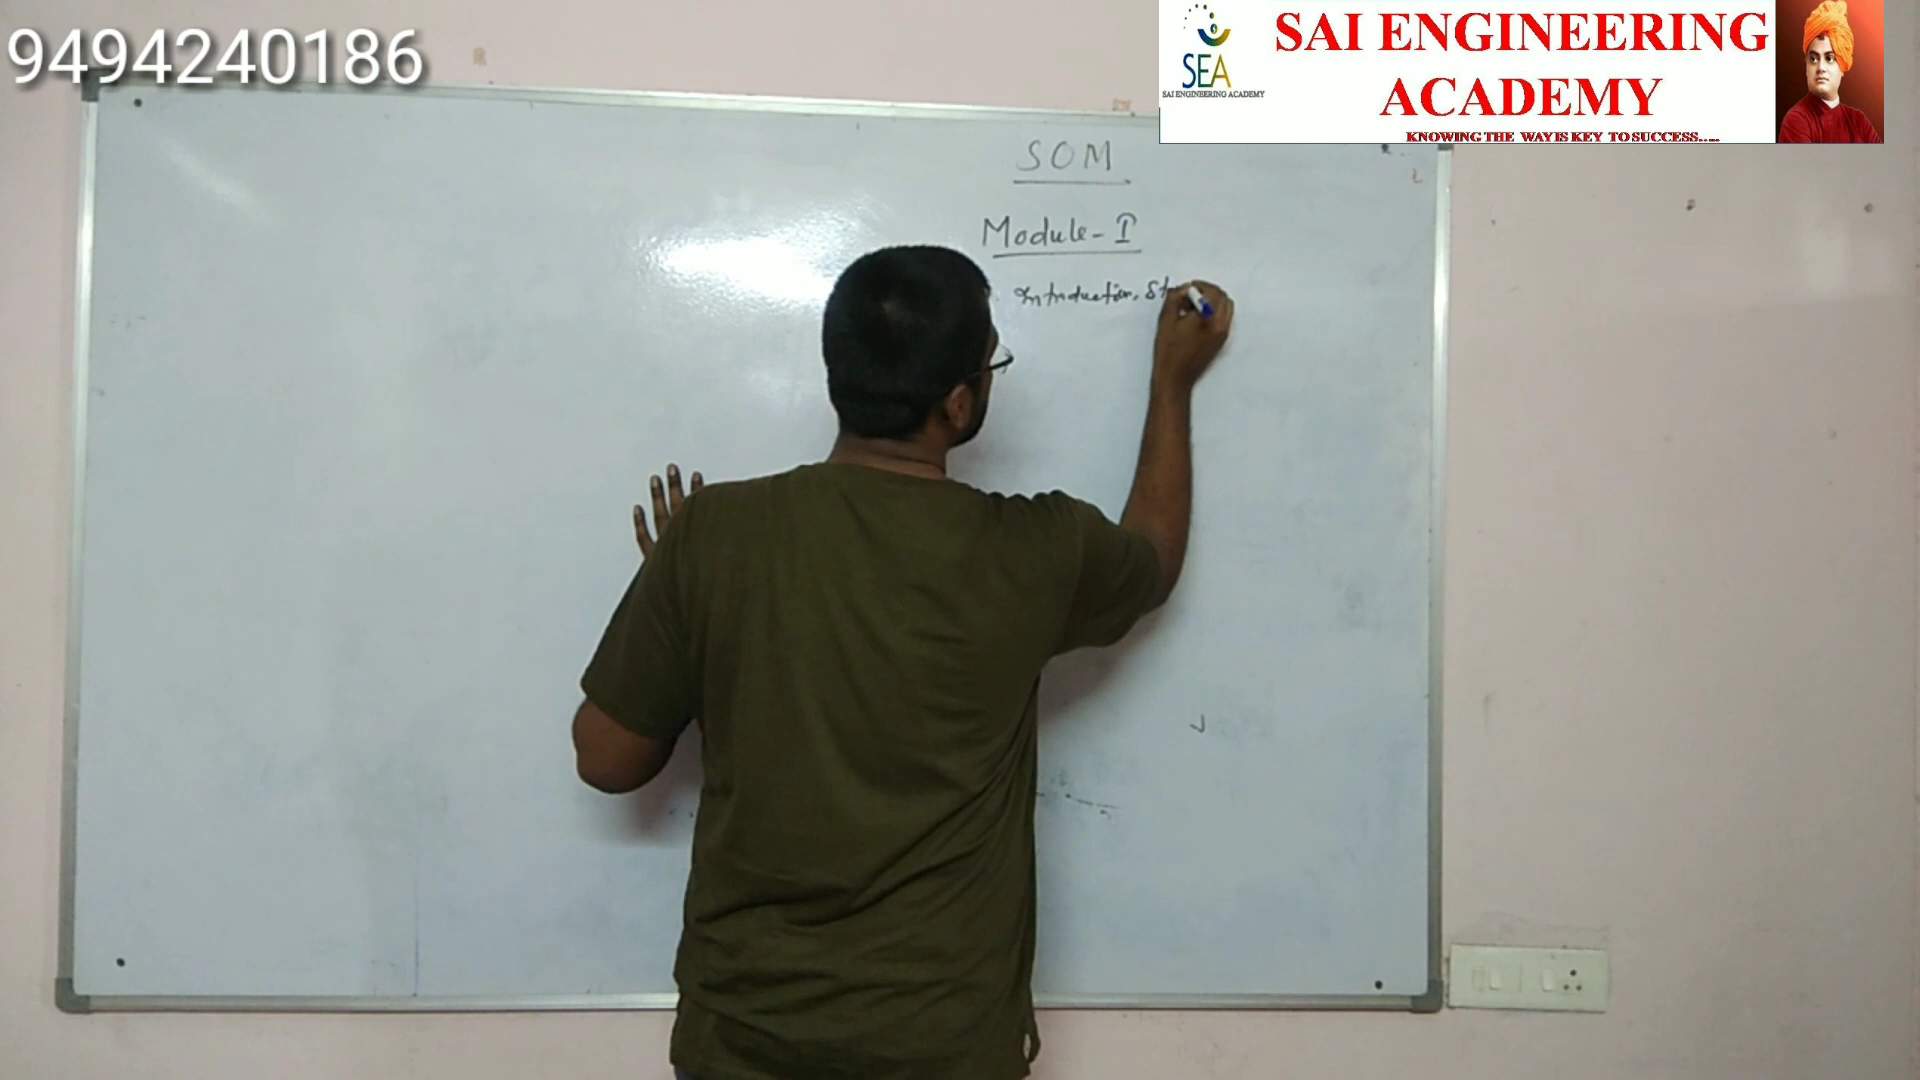 9494240186
SEA
SAI ENGINEERING ACADEMY
SAI ENGINEERING
ACADEMY
KNOWING THE WAY IS KEY TO SUCCESS.....
SOM
Module - I
Introduction,